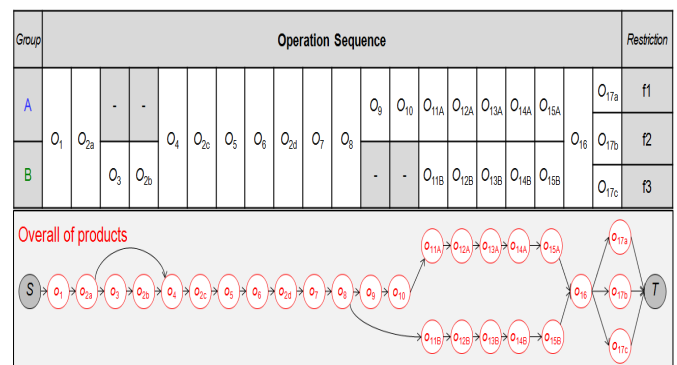 Group Operation Sequence Restriction
A - - O9 O10 O11A O12A O13A O14A O15A O17a f1
O1 O2a O4 O2c O5 O6 O2d O7 O8 O16 O17b f2
B O3 O2b - - O11B O12B O13B O14B O15B O17c f3
Overall of products
O11A O12A O13A O14A O15A O17a
S O1 O2a O3 O2b O4 O2c O5 O6 O2d O7 O8 O9 O10 O16 O17b T
O11B O12B O13B O14B O15B O17c